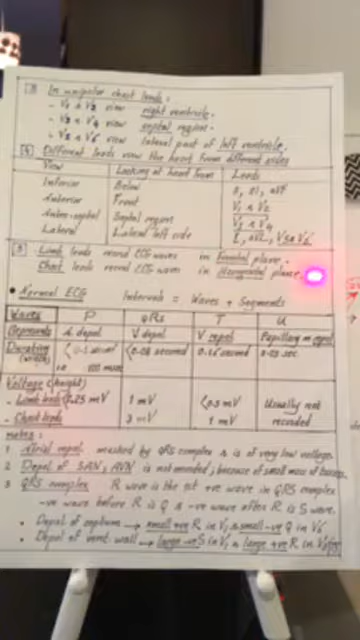 [3] In unipolar chest leads:
- V1 & V2 view right ventricle.
- V3 & V4 view septal region.
- V5 & V6 view lateral part of left ventricle.
[4] Different leads view the heart from different sides
View Looking at heart from Leads
Inferior Below II, III, aVF
Anterior Front V1 & V2
Antero-septal Septal region V3 & V4
Lateral Lateral left side I, aVL, V5 & V6
[5] Limb leads record ECG waves in frontal plane.
Chest leads record ECG waves in Horizontal plane.
• Normal ECG Intervals = Waves + Segments
Waves P QRS T U
Represents A depol V depol V repol Papillary m repol
Duration (width) < 0.1 second <0.08 second second 0.03 sec.
i.e 100 msec
Voltage (height)
- Limb leads 0.25 mV 1 mV <0.5 mV Usually not
- Chest leads 3 mV 1 mV recorded
notes:
1 Atrial repol masked by QRS complex & is of very low voltage.
2 Depol of SAN, AVN is not recorded, because of small mass of
3 QRS complex R wave is the 1st +ve wave in QRS complex
-ve wave before R is Q & -ve wave after R is S wave.
• Depol of septum → small +ve R in V1 & small -ve Q in V6
• Depol of vent wall → large -ve S in V1 & large +ve R in V6